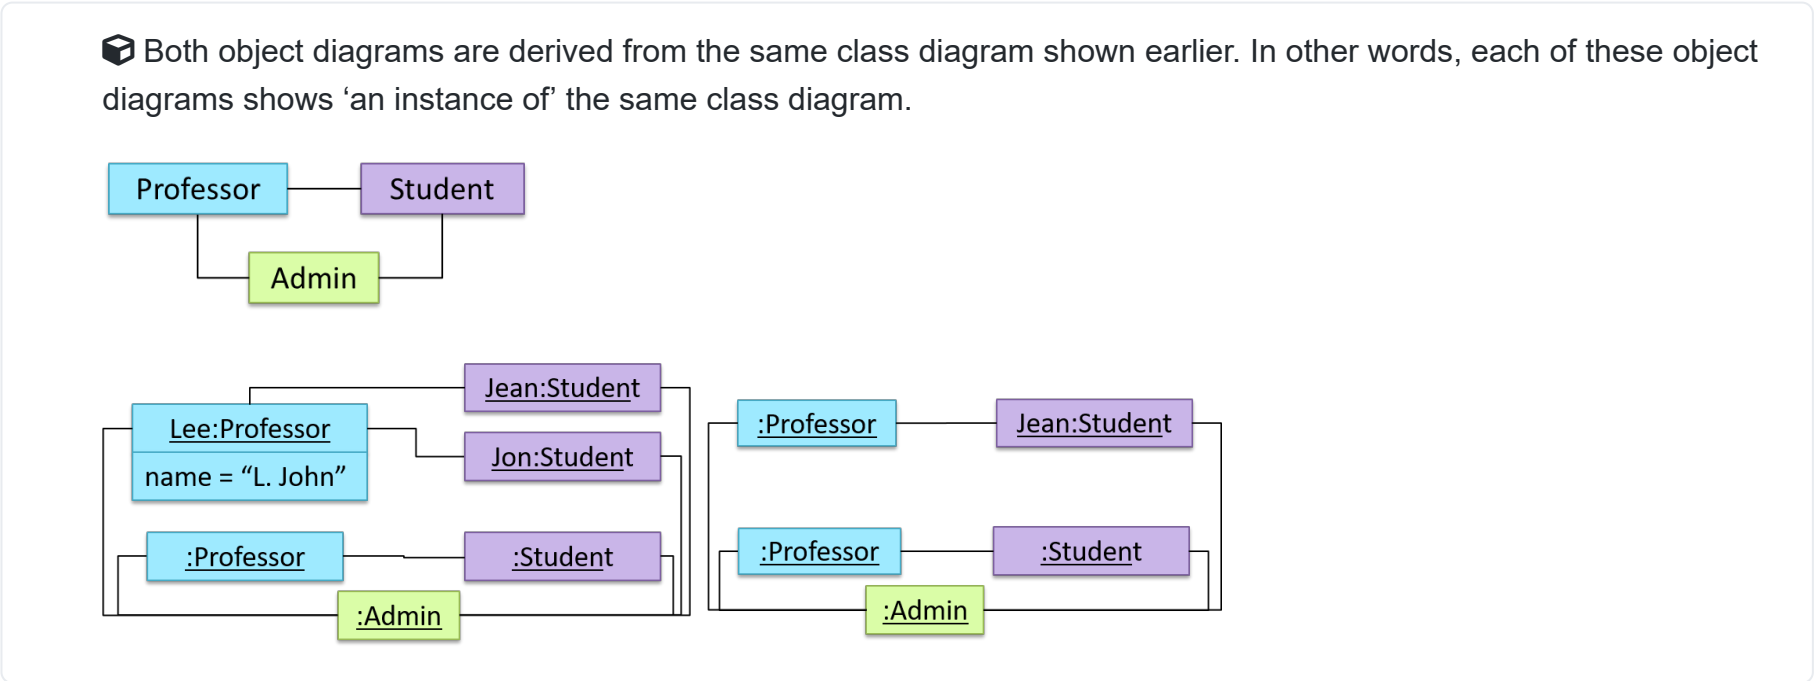 Both object diagrams are derived from the same class diagram shown earlier. In other words, each of these object
diagrams shows ‘an instance of’ the same class diagram.
Professor
Student
Admin
Jean:Student
Lee:Professor
name = “L. John”
Jon:Student
:Professor
:Student
:Admin
:Professor
Jean:Student
:Professor
:Student
:Admin